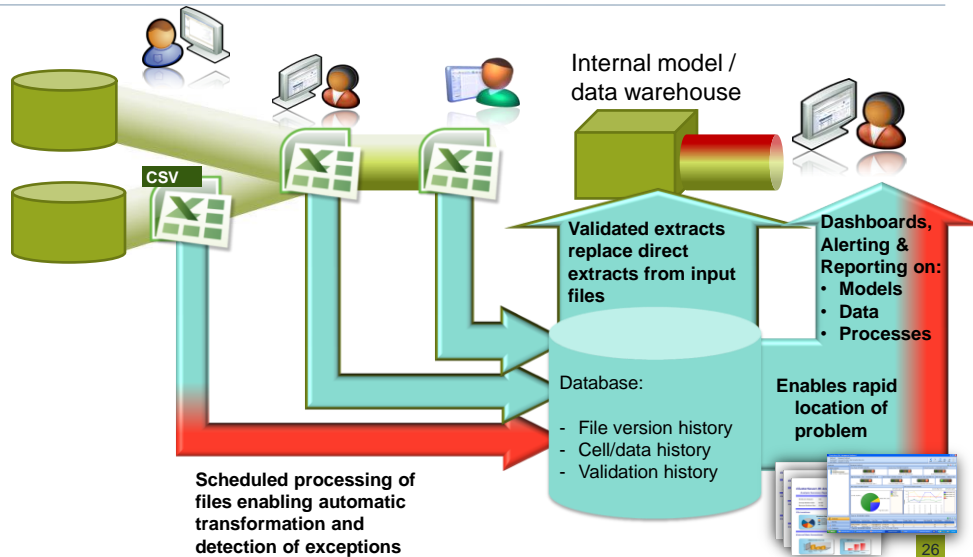 Internal model /
data warehouse
CSV
Validated extracts
replace direct
extracts from input
files
Dashboards,
Alerting &
Reporting on:
• Models
• Data
• Processes
Database:
- File version history
- Cell/data history
- Validation history
Enables rapid
location of
problem
Scheduled processing of
files enabling automatic
transformation and
detection of exceptions
26